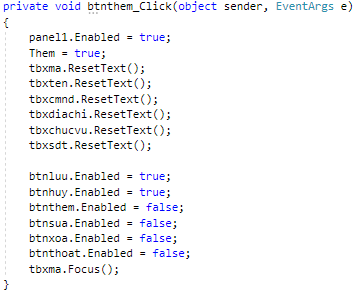 private void btnthem_Click(object sender, EventArgs e)
{
panel1.Enabled = true;
Them = true;
tbxma.ResetText();
tbxten.ResetText();
tbxcmnd.ResetText();
tbxdiachi.ResetText();
tbxchucvu.ResetText();
tbxsdt.ResetText();
btnluu.Enabled = true;
btnhuy.Enabled = true;
btnthem.Enabled = false;
btnsua.Enabled = false;
btnxoa.Enabled = false;
btnthoat.Enabled = false;
tbxma.Focus();
}